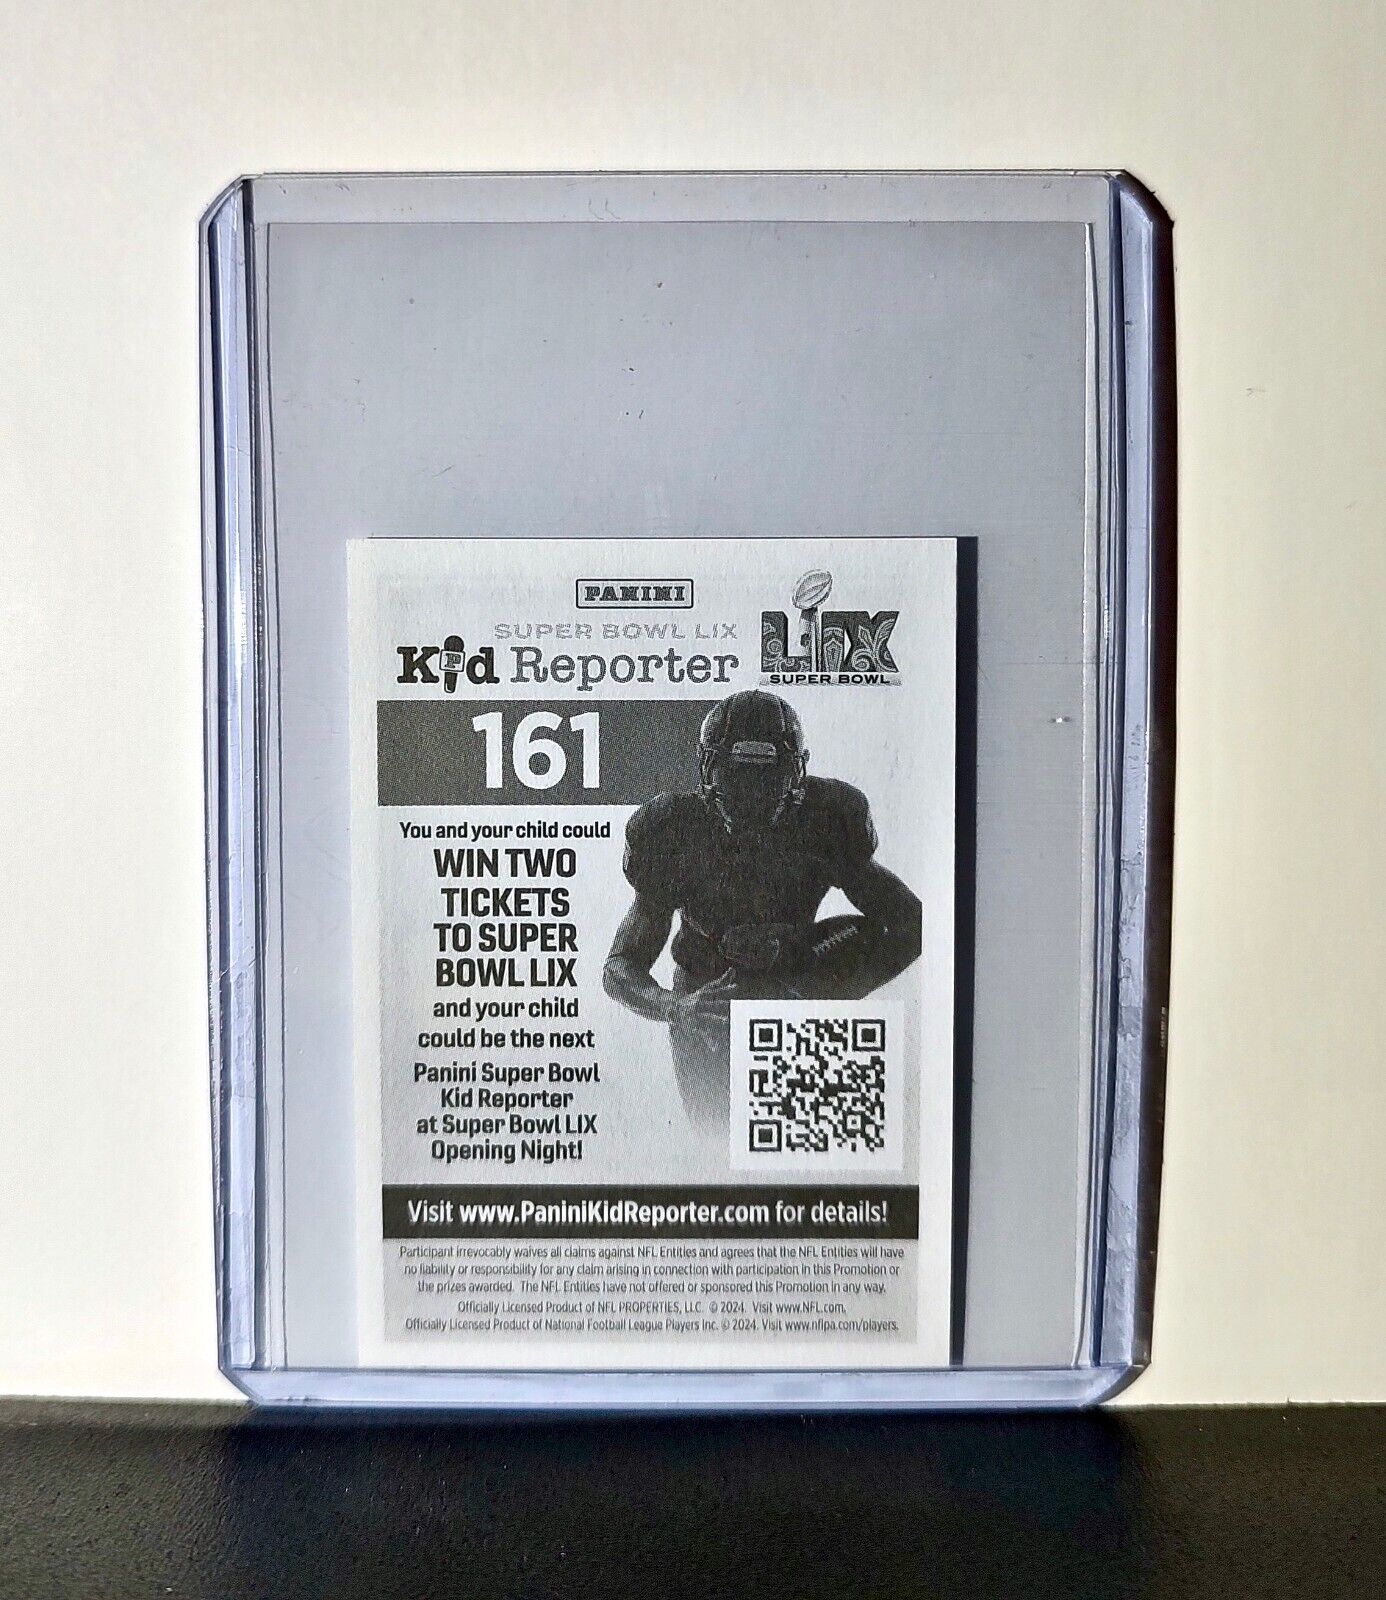 PANINI
SUPER BOWL LIX
Kid Reporter
LIX
SUPER BOWL
161
You and your child could
WIN TWO
TICKETS
TO SUPER
BOWL LIX
and your child
could be the next
Panini Super Bowl
Kid Reporter
at Super Bowl LIX
Opening Night!
Visit www.PaniniKidReporter.com for details!
Participant irrevocably waives all claims against NFL Entities and agrees that the NFL Entities will have
no liability or responsibility for any claim arising in connection with participation in this Promotion or
the prizes awarded. The NFL Entities have not offered or sponsored this Promotion in any way.
Officially Licensed Product of NFL PROPERTIES, LLC. © 2024. Visit www.NFL.com.
Officially Licensed Product of National Football League Players Inc. © 2024. Visit www.nflpa.com/players.